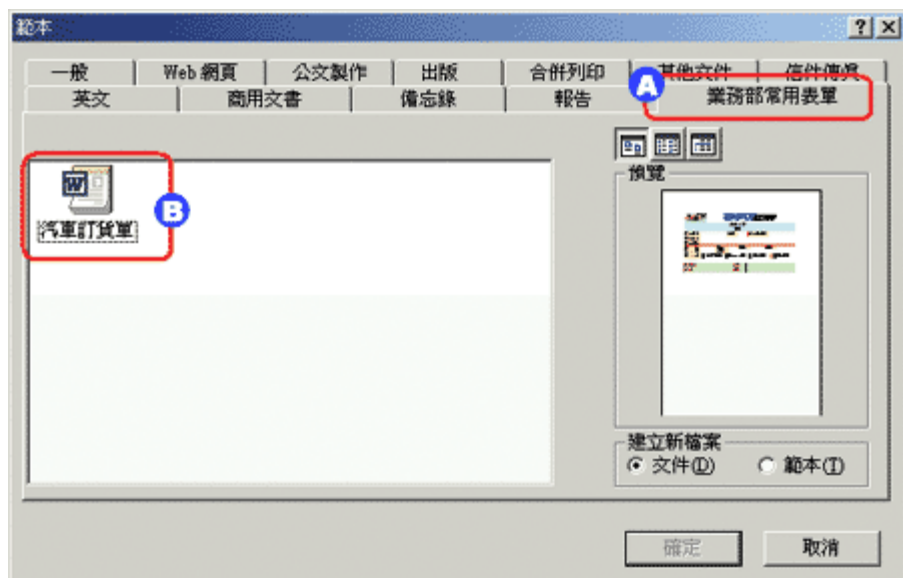 範本
一般 Web 網頁 公文製作 出版 合併列印 其他文件 信件傳真
英文 商用文書 備忘錄 報告 A 業務部常用表單
汽車訂貨單 B
預覽
建立新檔案
文件(D) 範本(T)
確定 取消